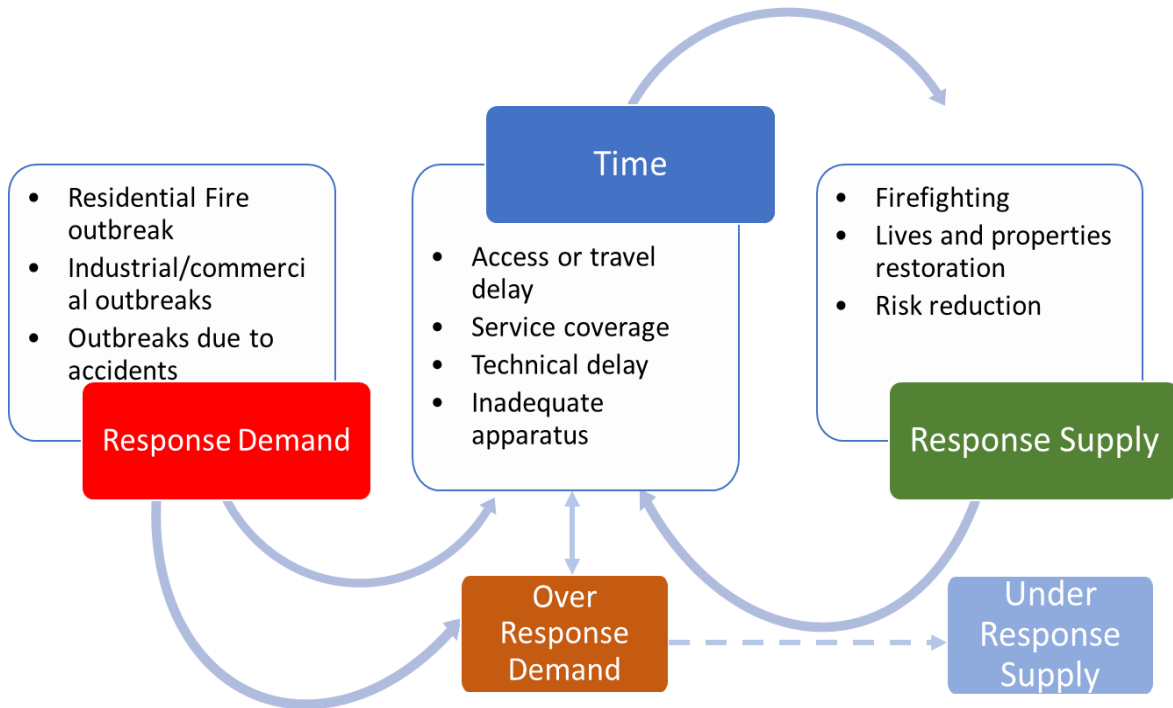 • Residential Fire
outbreak
• Industrial/commerci
al outbreaks
• Outbreaks due to
accidents
Response Demand
Time
• Access or travel
delay
• Service coverage
• Technical delay
• Inadequate
apparatus
• Firefighting
• Lives and properties
restoration
• Risk reduction
Response Supply
Over
Response
Demand
Under
Response
Supply